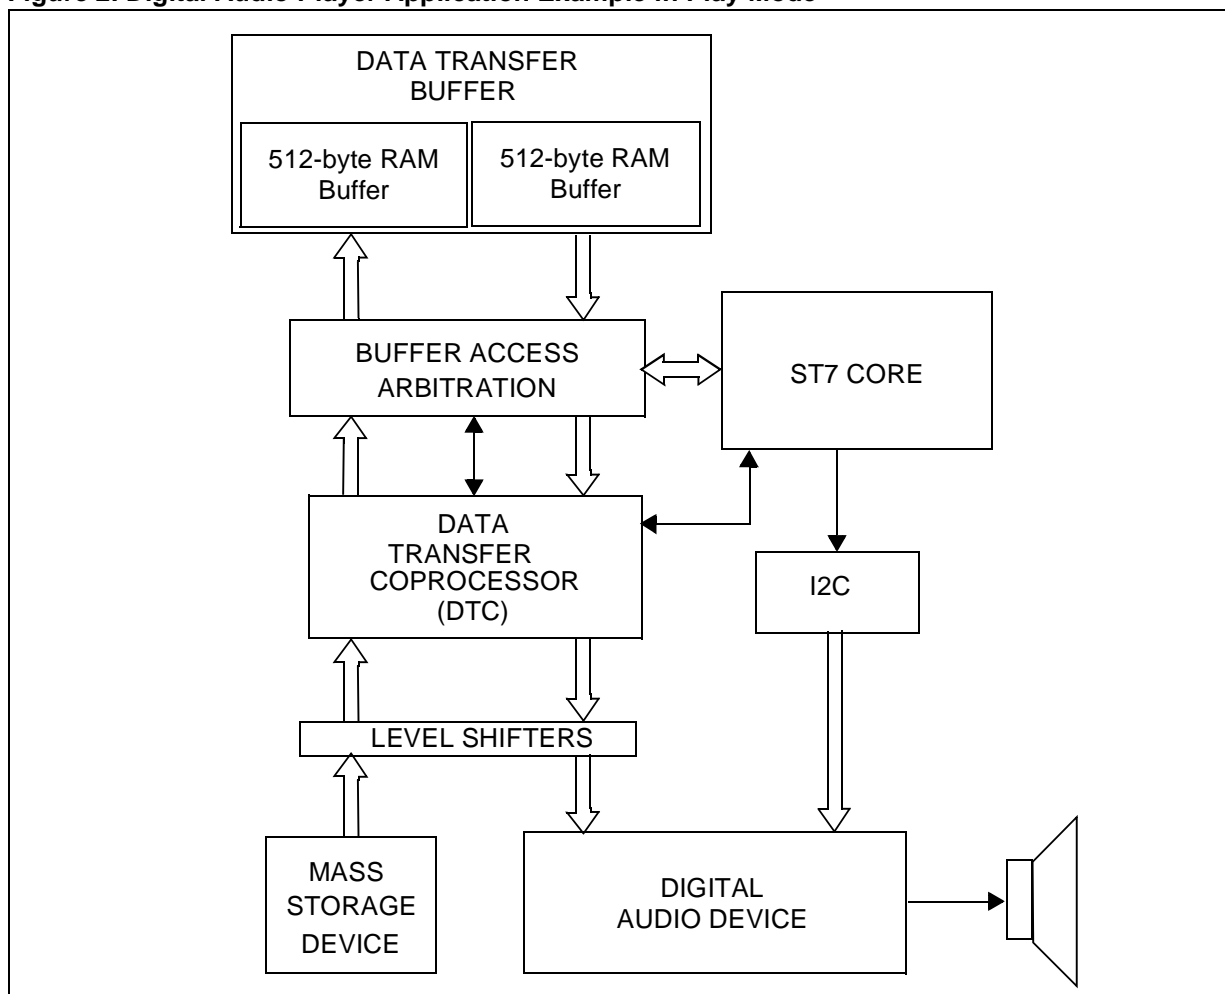 Figure 2. Digital Audio Player Application Example in Play Mode
DATA TRANSFER
BUFFER
512-byte RAM
Buffer
512-byte RAM
Buffer
BUFFER ACCESS
ARBITRATION
ST7 CORE
DATA
TRANSFER
COPROCESSOR
(DTC)
I2C
LEVEL SHIFTERS
MASS
STORAGE
DEVICE
DIGITAL
AUDIO DEVICE